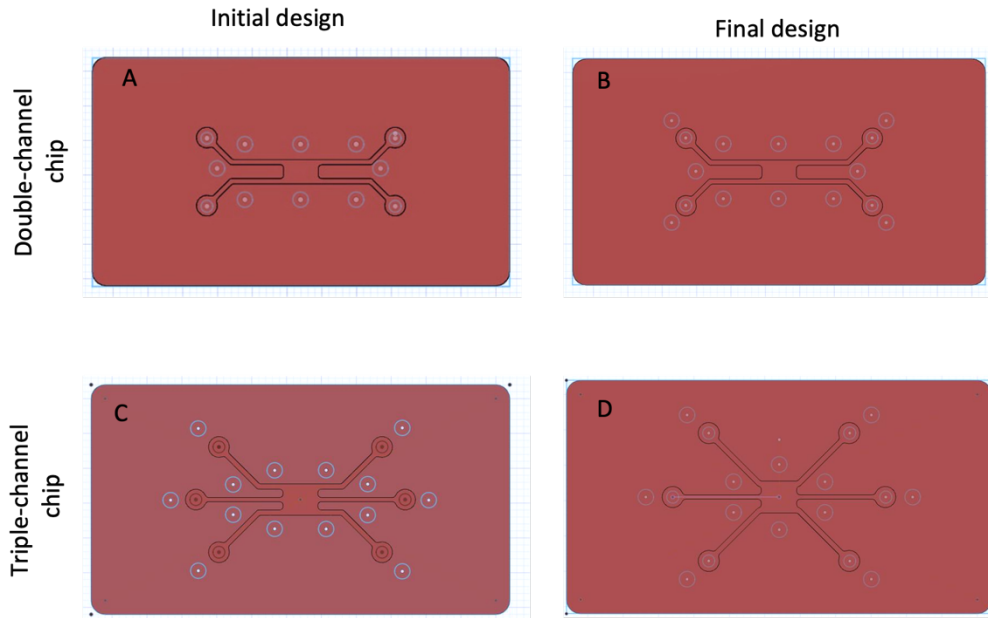 Initial design
Final design
Double-channel
chip
A
B
Triple-channel
chip
C
D